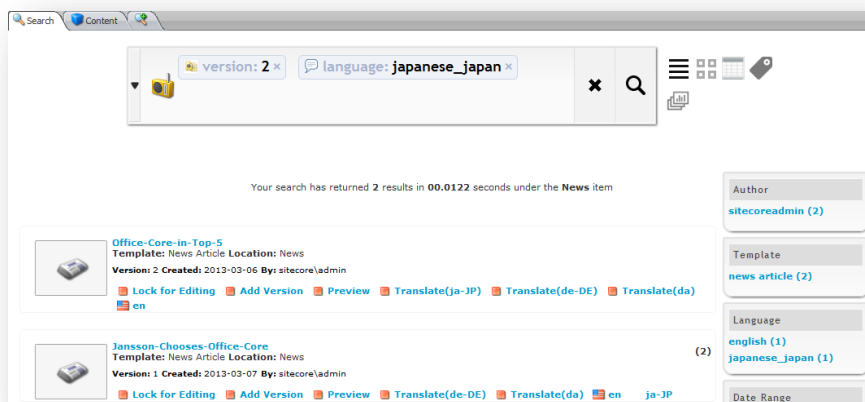 Search Content
version: 2 × language: japanese_japan ×
Your search has returned 2 results in 00.0122 seconds under the News item
Office-Core-in-Top-5
Template: News Article Location: News
Version: 2 Created: 2013-03-06 By: sitecore\admin
Lock for Editing Add Version Preview Translate(ja-JP) Translate(de-DE) Translate(da)
en
Jansson-Chooses-Office-Core
(2)
Template: News Article Location: News
Version: 1 Created: 2013-03-07 By: sitecore\admin
Lock for Editing Add Version Preview Translate(de-DE) Translate(da) en ja-JP
Author
sitecoreadmin (2)
Template
news article (2)
Language
english (1)
japanese_japan (1)
Date Range